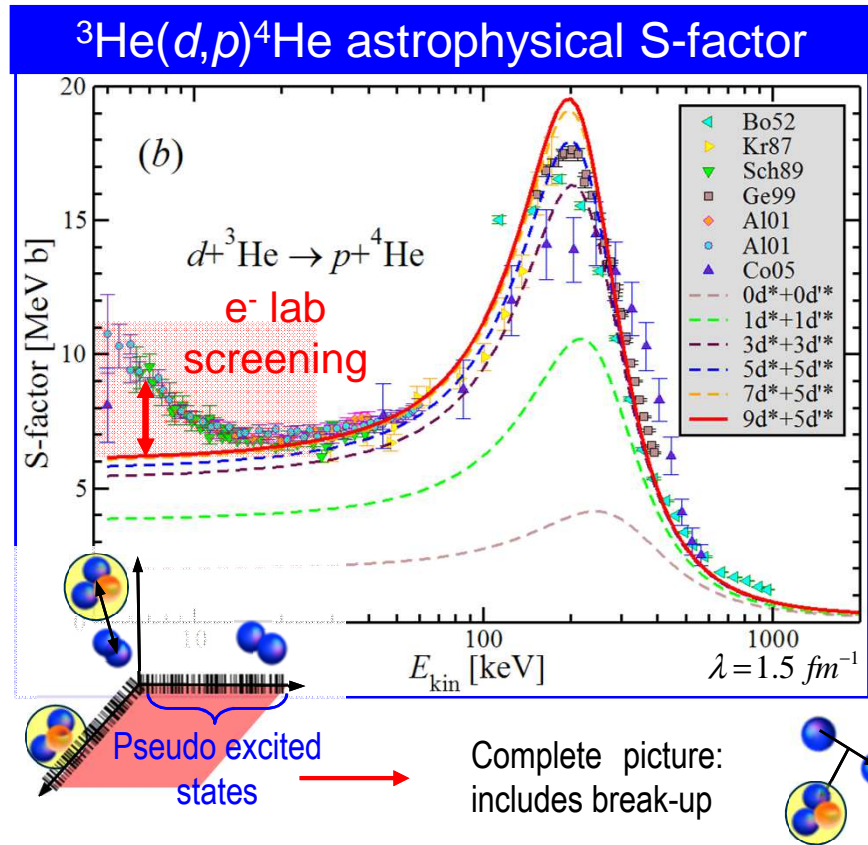 ³He(d,p)⁴He astrophysical S-factor
20
(b)
15
10
5
S-factor [MeV b]
d+³He → p+⁴He
e⁻ lab
screening
Bo52
Kr87
Sch89
Ge99
Al01
Al01
Co05
0d*+0d'*
1d*+1d'*
3d*+3d'*
5d*+5d'*
7d*+5d'*
9d*+5d'*
0
10
100
1000
E_kin [keV]
λ = 1.5 fm⁻¹
Pseudo excited
states
Complete picture:
includes break-up